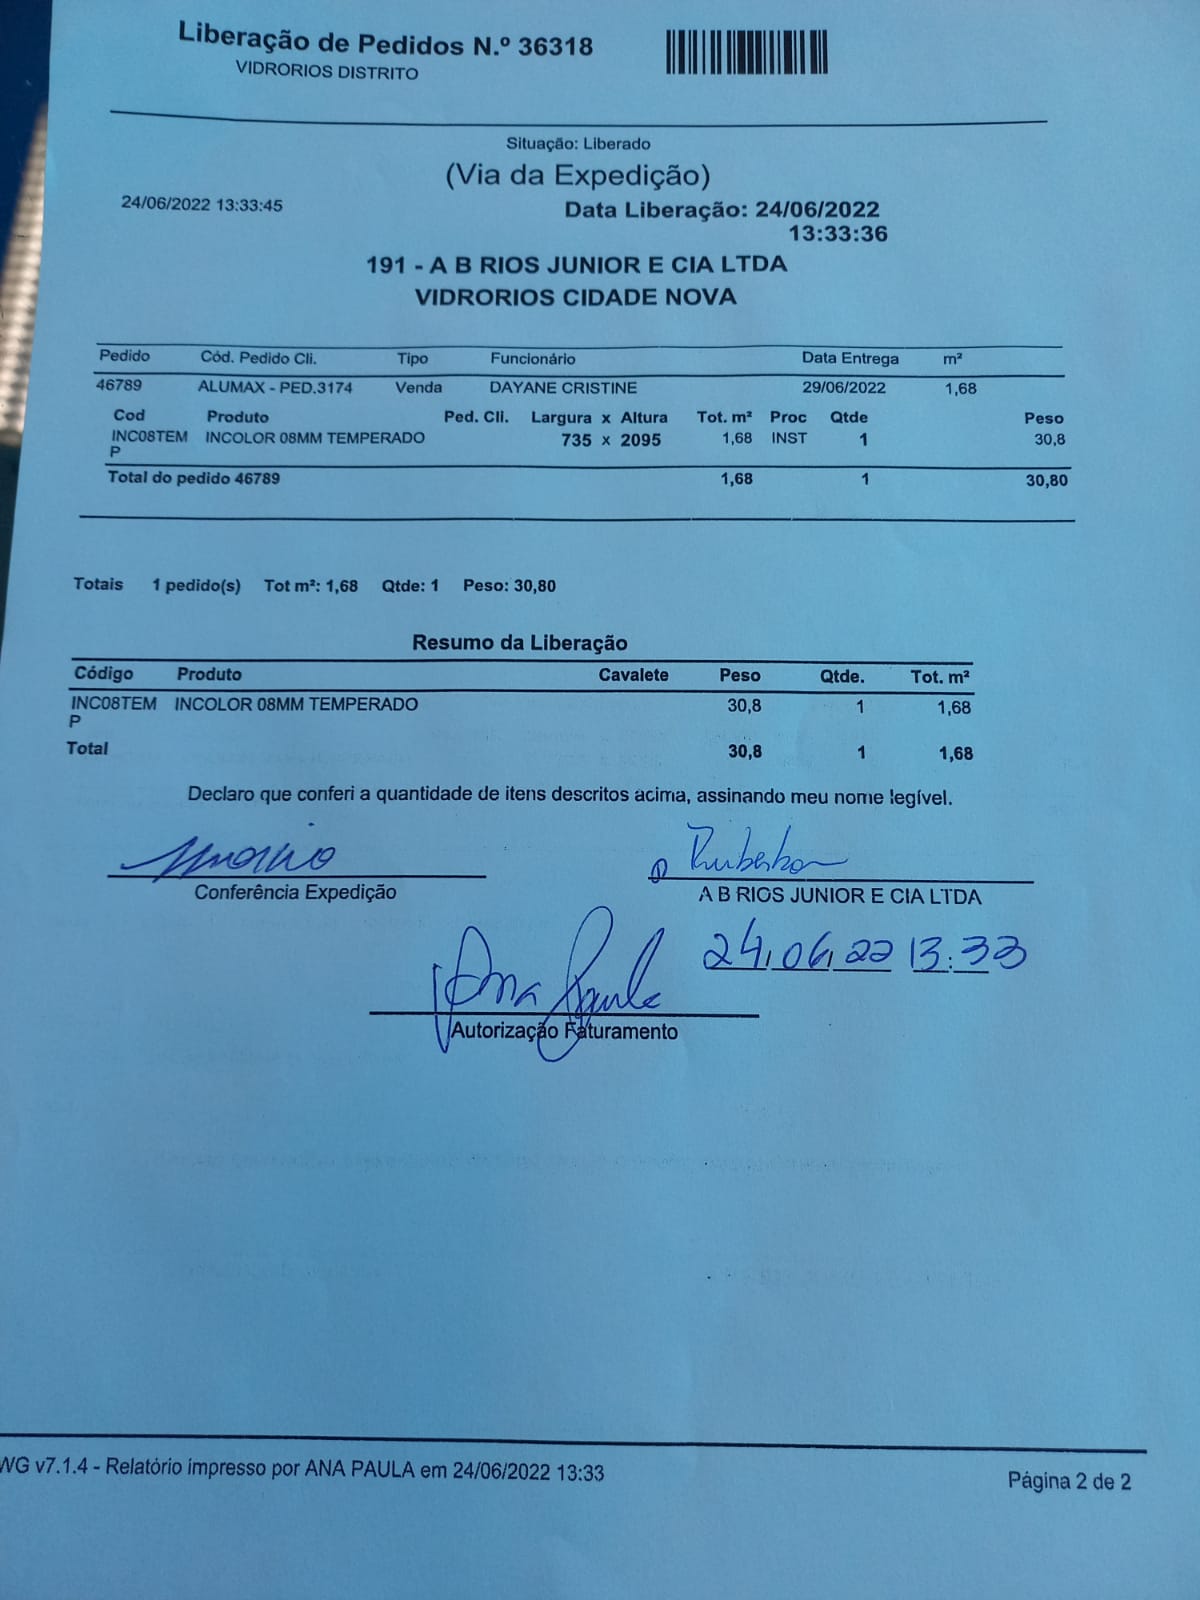 Liberação de Pedidos N.º 36318
VIDRORIOS DISTRITO
Situação: Liberado
(Via da Expedição)
24/06/2022 13:33:45
Data Liberação: 24/06/2022
13:33:36
191 - A B RIOS JUNIOR E CIA LTDA
VIDRORIOS CIDADE NOVA
Pedido Cód. Pedido Cli. Tipo Funcionário Data Entrega m²
46789 ALUMAX - PED.3174 Venda DAYANE CRISTINE 29/06/2022 1,68
Cod Produto Ped. Cli. Largura x Altura Tot. m² Proc Qtde Peso
INC08TEM INCOLOR 08MM TEMPERADO 735 x 2095 1,68 INST 1 30,8
P
Total do pedido 46789 1,68 1 30,80
Totais 1 pedido(s) Tot m²: 1,68 Qtde: 1 Peso: 30,80
Resumo da Liberação
Código Produto Cavalete Peso Qtde. Tot. m²
INC08TEM INCOLOR 08MM TEMPERADO 30,8 1 1,68
P
Total 30,8 1 1,68
Declaro que conferi a quantidade de itens descritos acima, assinando meu nome legível.
Conferência Expedição
A B RIOS JUNIOR E CIA LTDA
24,06,22 13:33
Ana Paula
Autorização Faturamento
WG v7.1.4 - Relatório impresso por ANA PAULA em 24/06/2022 13:33
Página 2 de 2